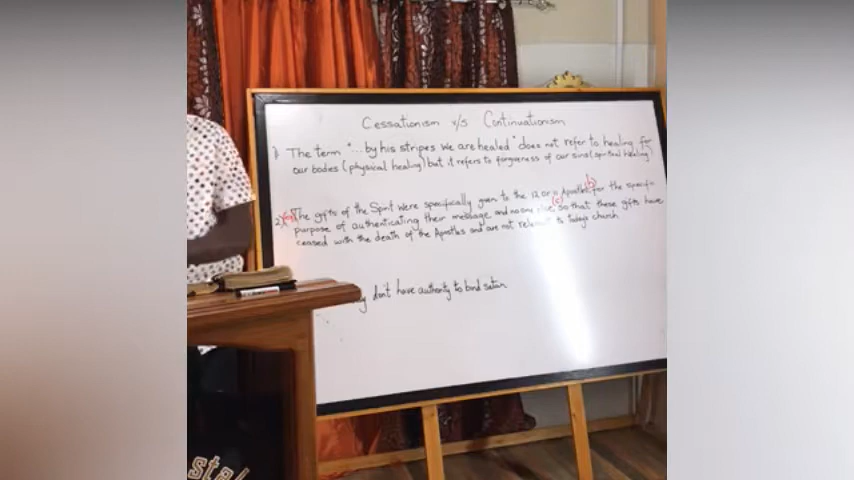 Cessationism v/s Continuationism
1) The term "...by his stripes we are healed" does not refer to healing for
our bodies (physical healing) but it refers to forgiveness of our sins (spiritual healing)
2) (a) The gifts of the Spirit were specifically given to the 12 or 11 Apostles (b) for the specific
purpose of authenticating their message and no one else (c) so that these gifts have
ceased with the death of the Apostles and are not relevant to todays church
don't have authority to bind satan